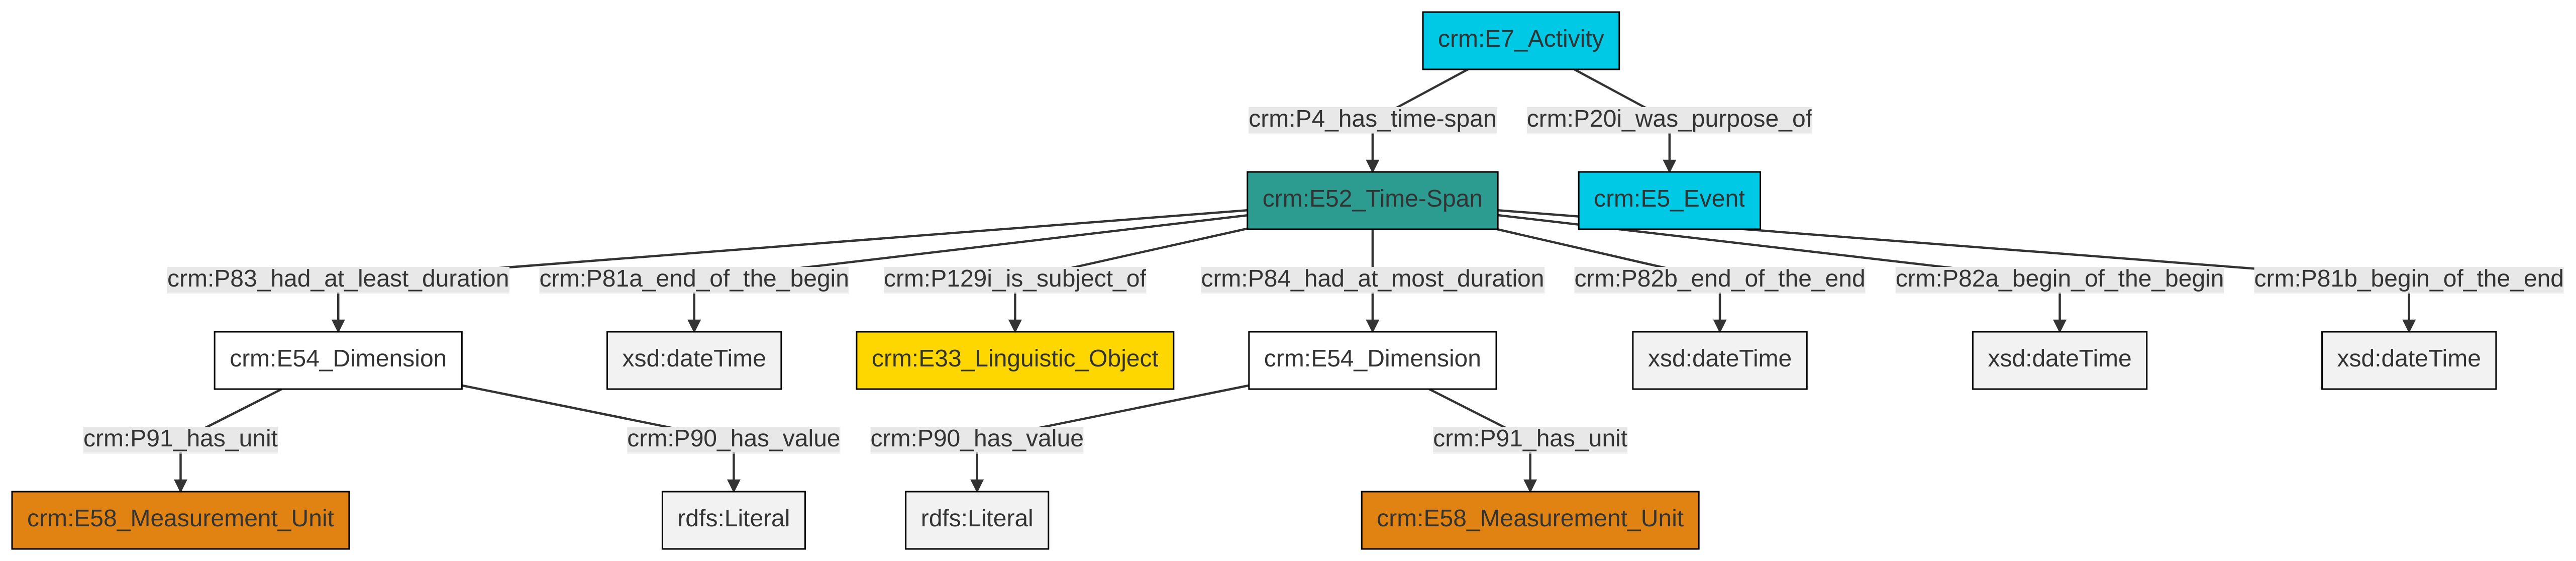 crm:E7_Activity
crm:P4_has_time-span
crm:P20i_was_purpose_of
crm:E52_Time-Span
crm:E5_Event
crm:P83_had_at_least_duration
crm:P81a_end_of_the_begin
crm:P129i_is_subject_of
crm:P84_had_at_most_duration
crm:P82b_end_of_the_end
crm:P82a_begin_of_the_begin
crm:P81b_begin_of_the_end
crm:E54_Dimension
xsd:dateTime
crm:E33_Linguistic_Object
crm:E54_Dimension
xsd:dateTime
xsd:dateTime
xsd:dateTime
crm:P91_has_unit
crm:P90_has_value
crm:P90_has_value
crm:P91_has_unit
crm:E58_Measurement_Unit
rdfs:Literal
rdfs:Literal
crm:E58_Measurement_Unit